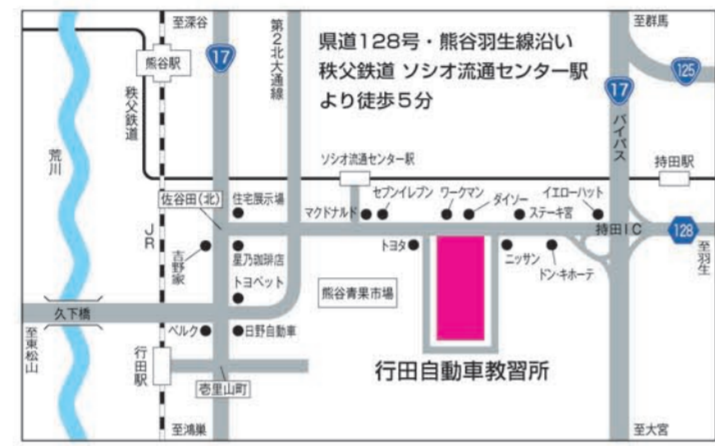 至深谷
第2北大通線
県道128号・熊谷羽生線沿い
秩父鉄道 ソシオ流通センター駅
より徒歩5分
至群馬
17
125
熊谷駅
17
バイパス
秩父鉄道
荒川
ソシオ流通センター駅
持田駅
佐谷田(北)
住宅展示場
マクドナルド
セブンイレブン
ワークマン
ダイソー
ステーキ宮
イエローハット
JR
持田IC
128
至羽生
吉野家
星乃珈琲店
トヨタ
ニッサン
ドン・キホーテ
トヨペット
熊谷青果市場
久下橋
ベルク
日野自動車
至東松山
行田駅
行田自動車教習所
壱里山町
至鴻巣
至大宮